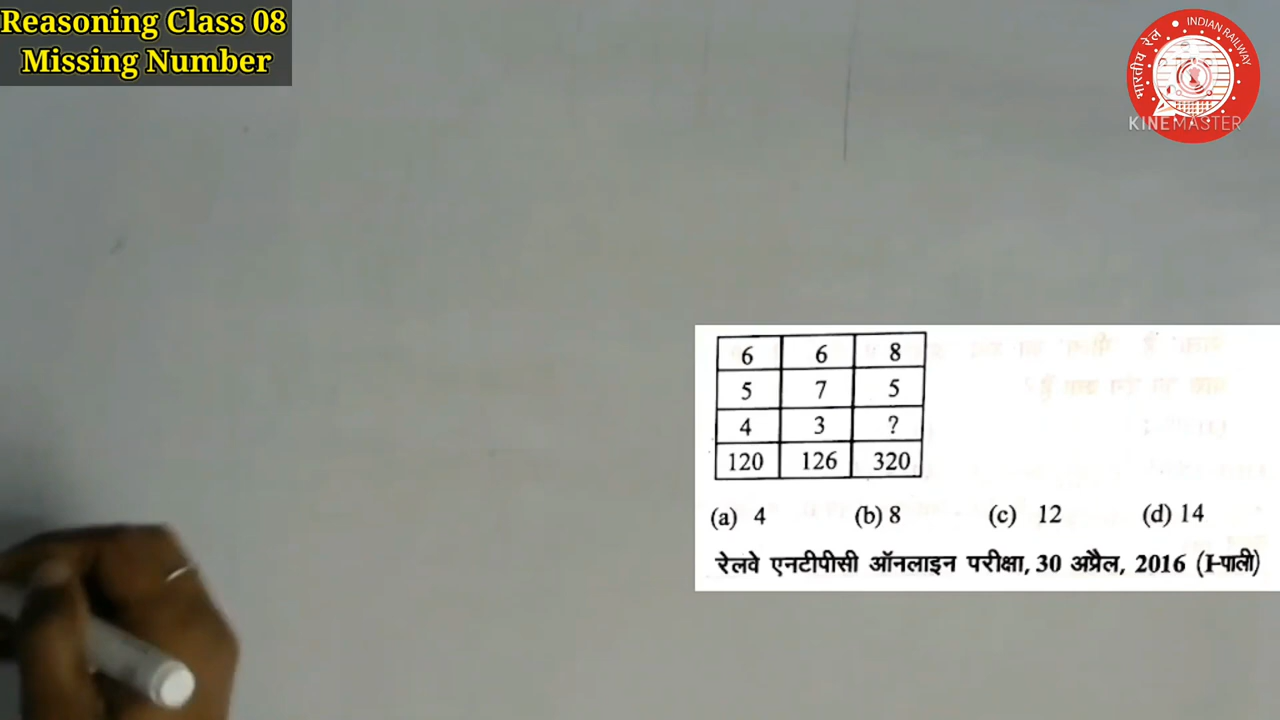 Reasoning Class 08
Missing Number
भारतीय रेल
INDIAN RAILWAY
KINEMASTER
6 6 8
5 7 5
4 3 ?
120 126 320
(a) 4 (b) 8 (c) 12 (d) 14
रेलवे एनटीपीसी ऑनलाइन परीक्षा, 30 अप्रैल, 2016 (I-पाली)